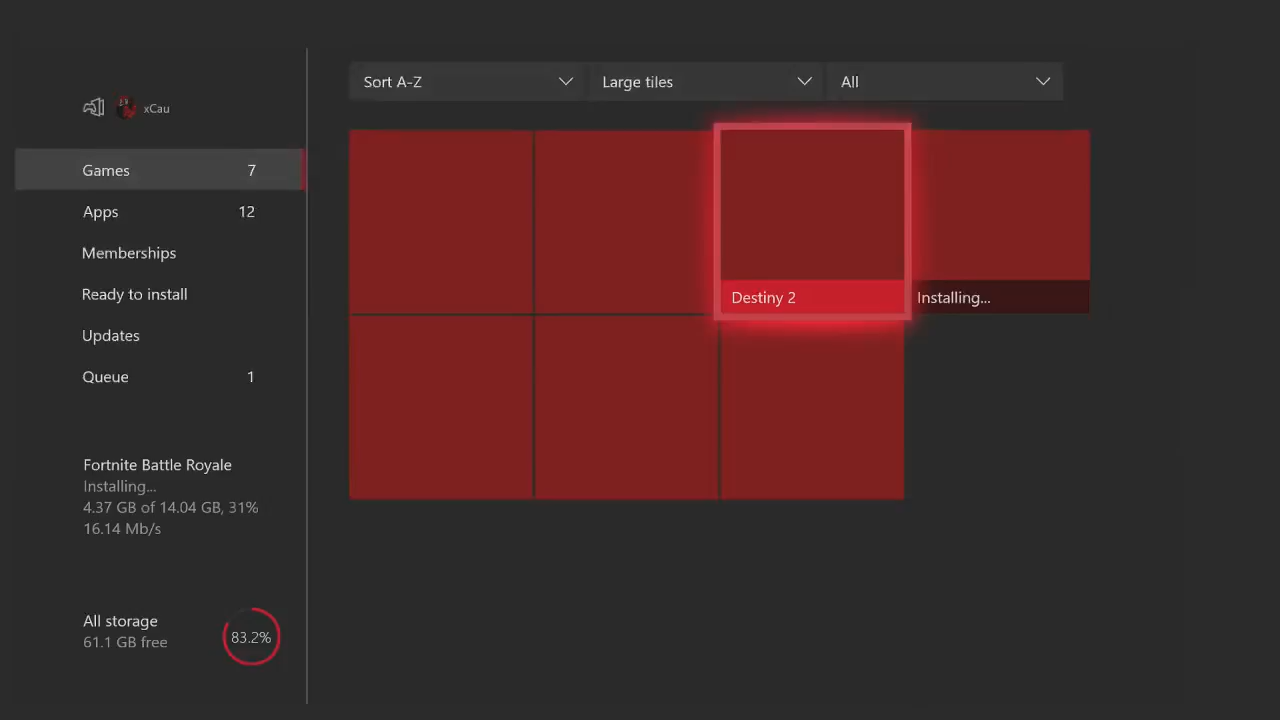 xCau
Games 7
Apps 12
Memberships
Ready to install
Updates
Queue 1
Fortnite Battle Royale
Installing...
4.37 GB of 14.04 GB, 31%
16.14 Mb/s
All storage
61.1 GB free
83.2%
Sort A-Z
Large tiles
All
Destiny 2
Installing...